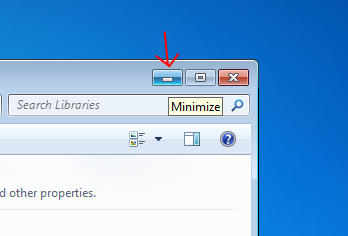 Search Libraries
Minimize
d other properties.